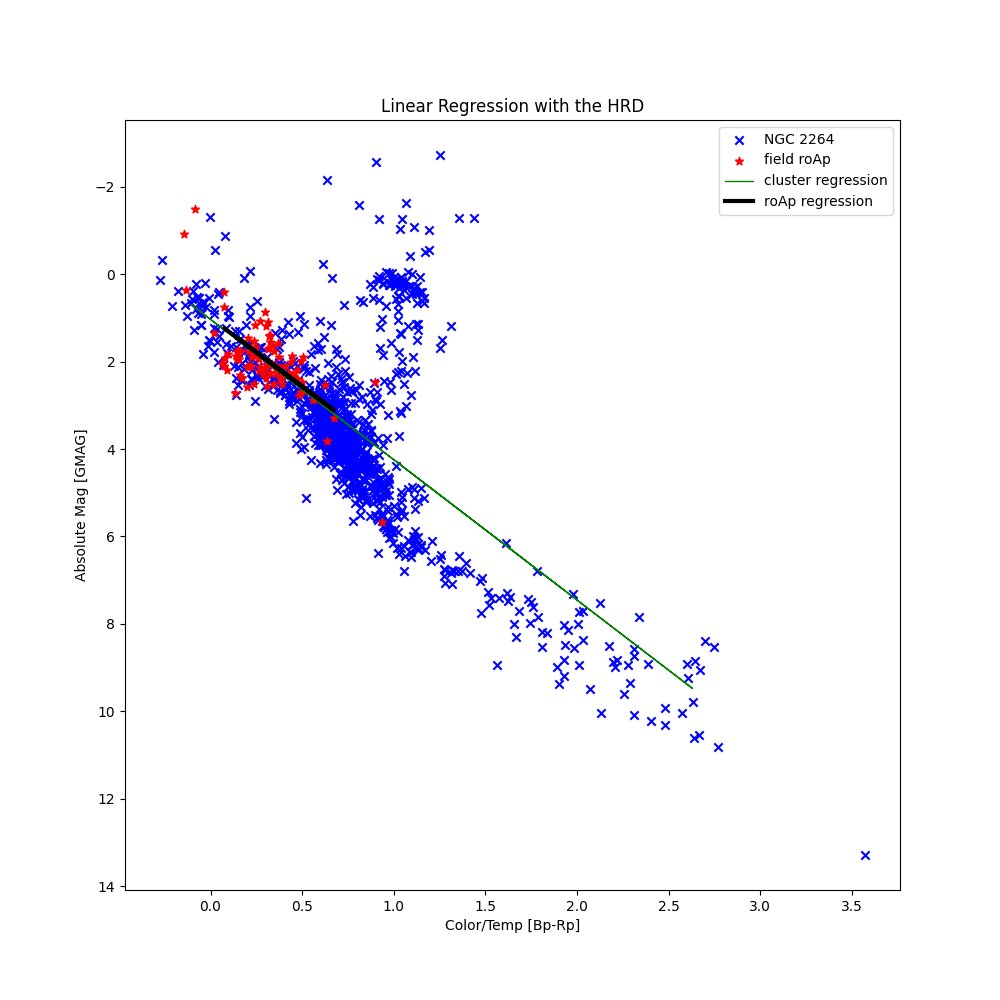 Linear Regression with the HRD
NGC 2264
field roAp
cluster regression
roAp regression
Absolute Mag [GMAG]
−2
0
2
4
6
8
10
12
14
0.0 0.5 1.0 1.5 2.0 2.5 3.0 3.5
Color/Temp [Bp-Rp]